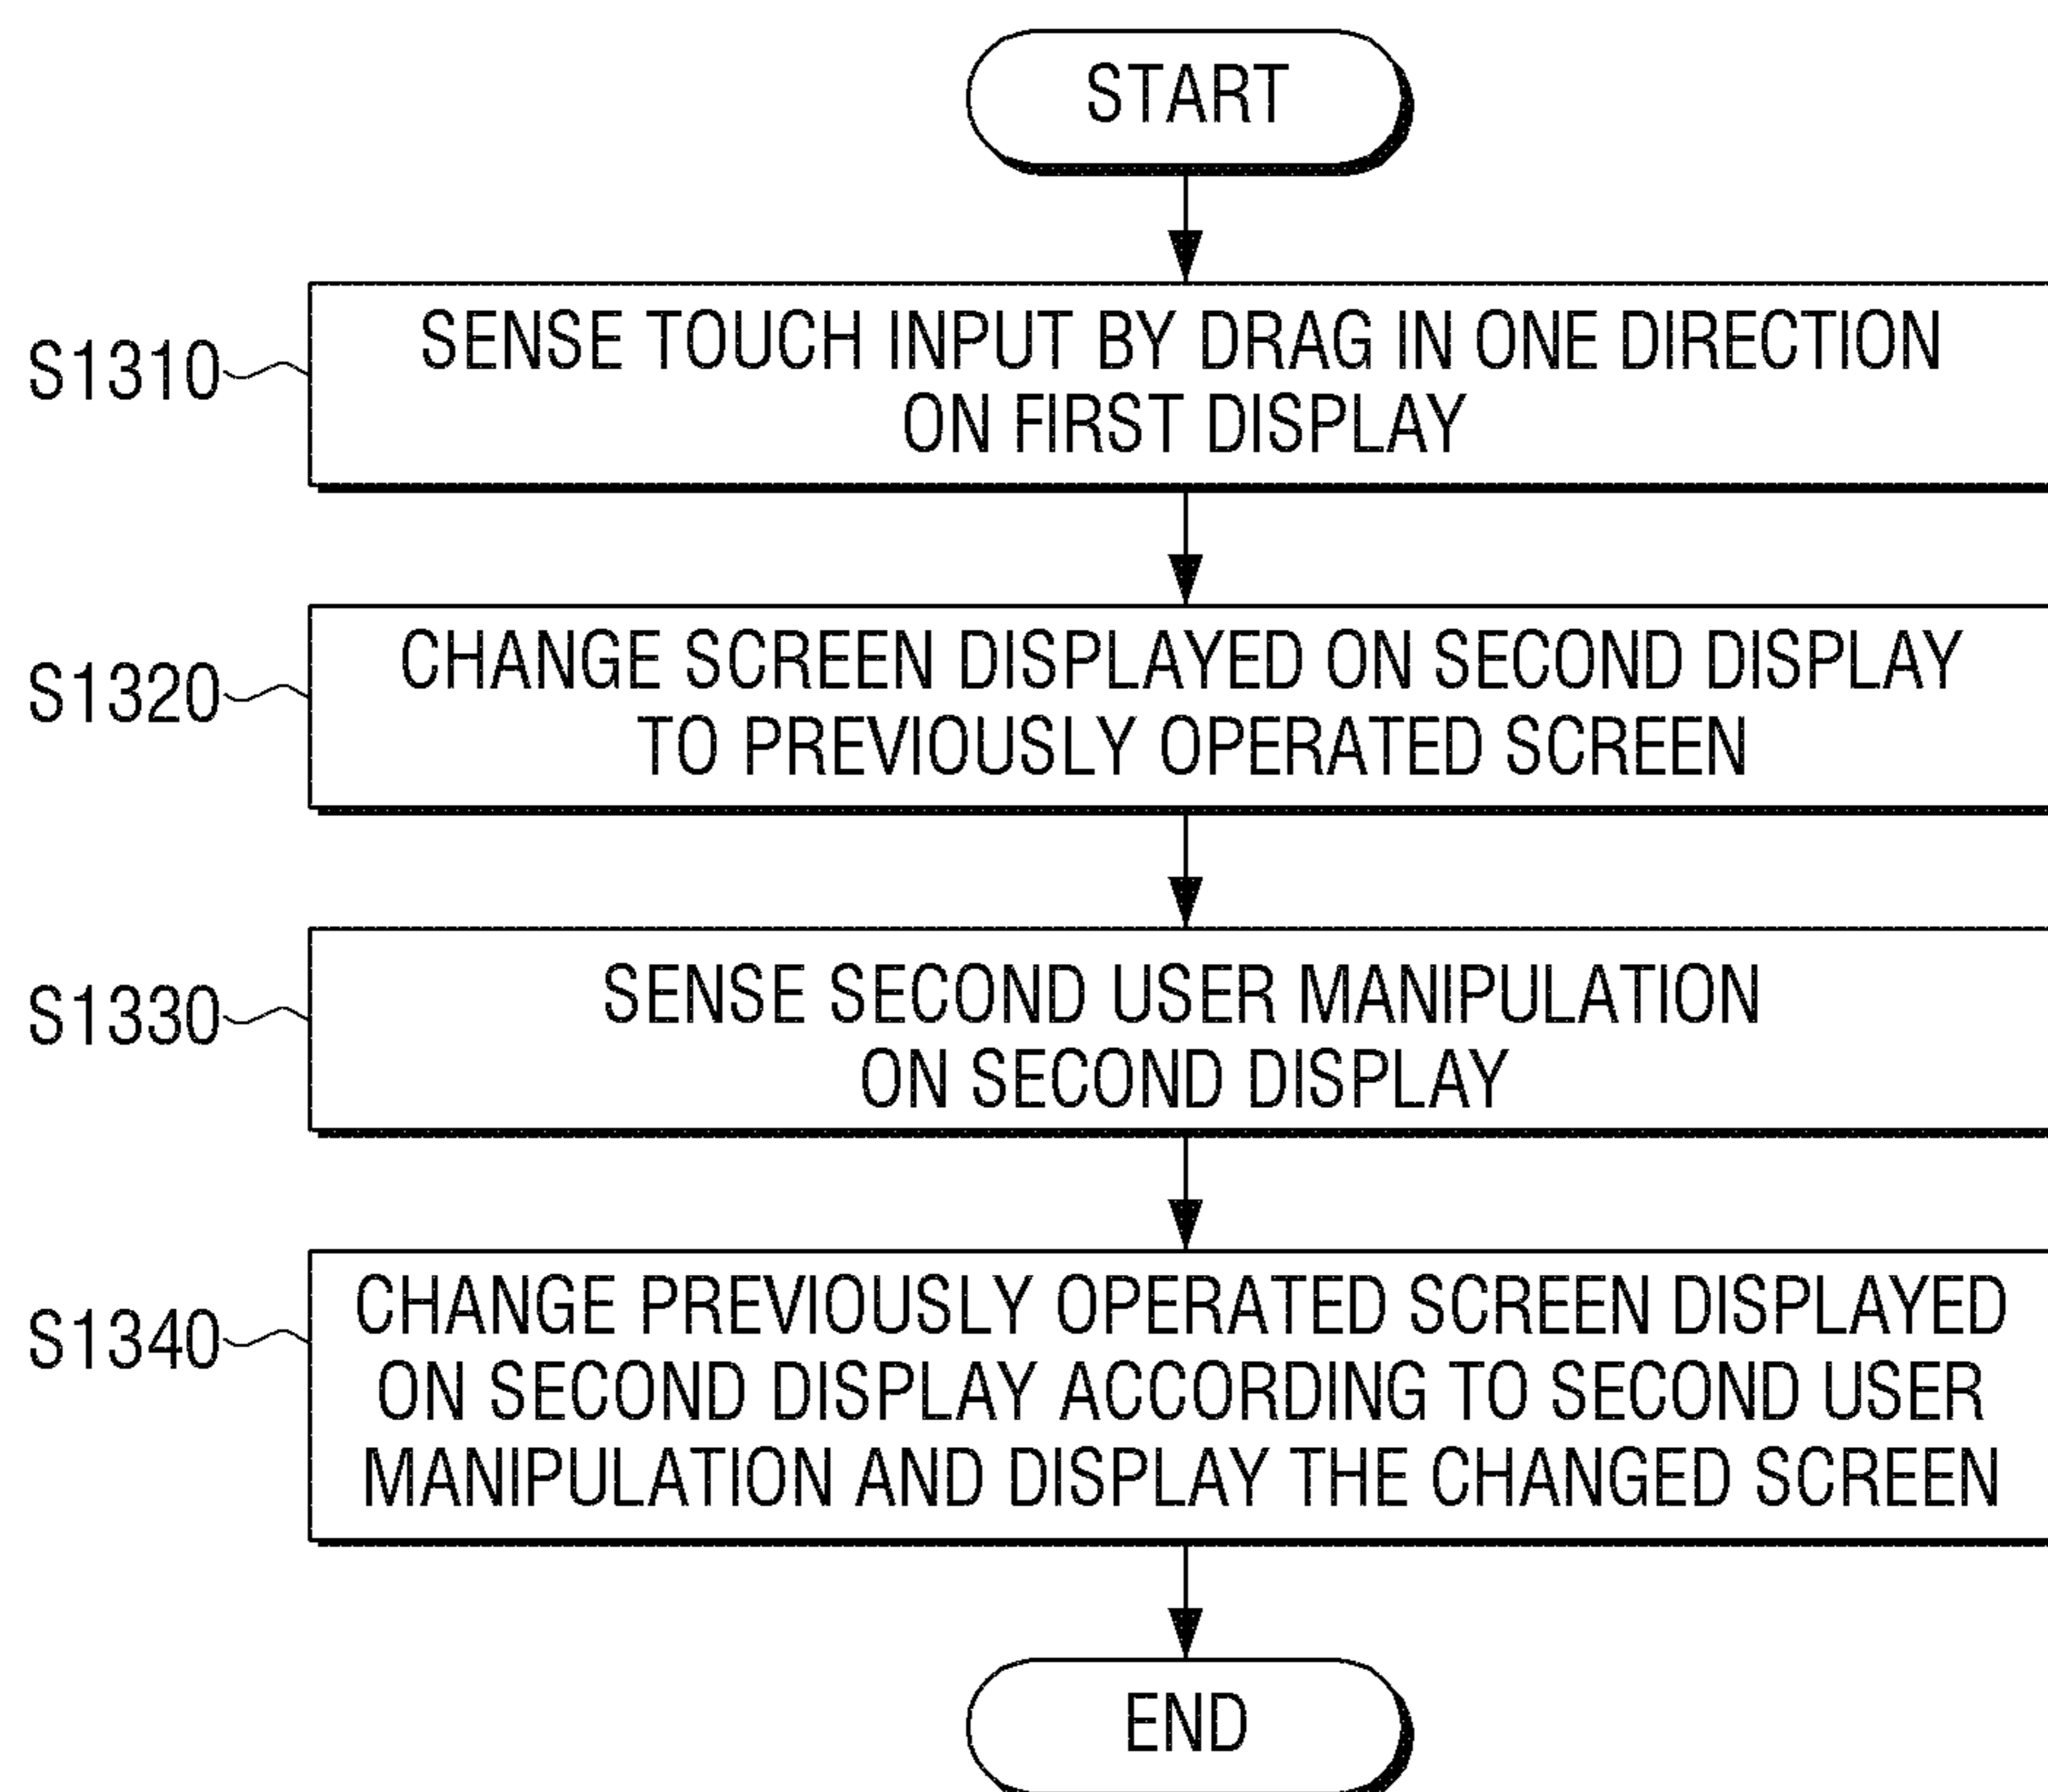 START
S1310
SENSE TOUCH INPUT BY DRAG IN ONE DIRECTION
ON FIRST DISPLAY
S1320
CHANGE SCREEN DISPLAYED ON SECOND DISPLAY
TO PREVIOUSLY OPERATED SCREEN
S1330
SENSE SECOND USER MANIPULATION
ON SECOND DISPLAY
S1340
CHANGE PREVIOUSLY OPERATED SCREEN DISPLAYED
ON SECOND DISPLAY ACCORDING TO SECOND USER
MANIPULATION AND DISPLAY THE CHANGED SCREEN
END